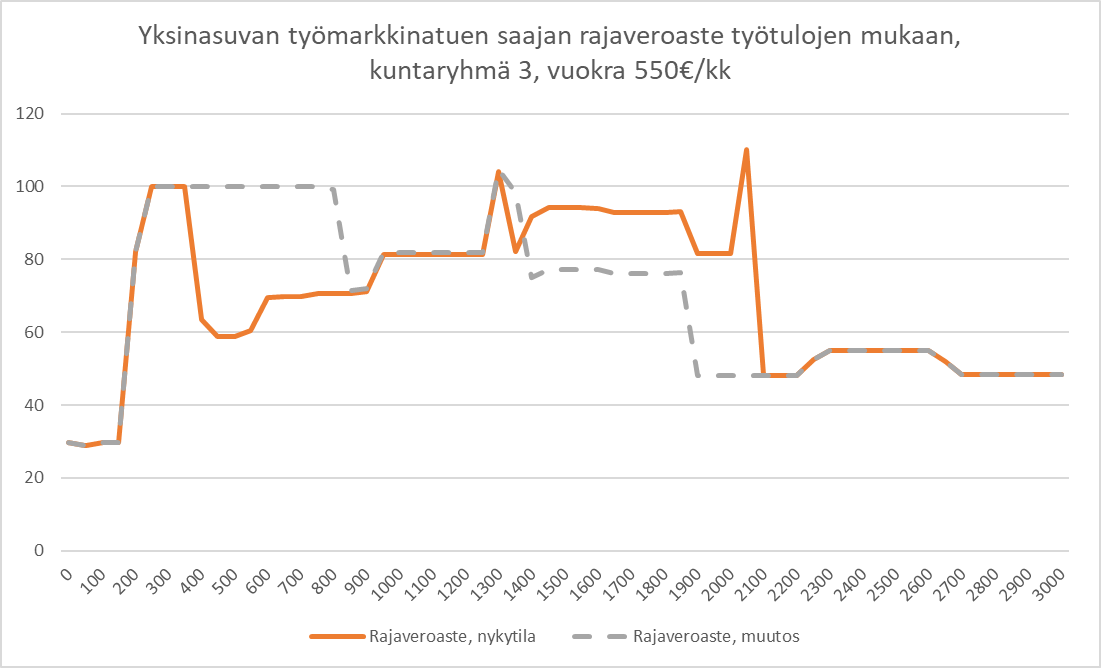 Yksinasuvan työmarkkinatuen saajan rajaveroaste työtulojen mukaan,
kuntaryhmä 3, vuokra 550€/kk
120
100
80
60
40
20
0
0 100 200 300 400 500 600 700 800 900 1000 1100 1200 1300 1400 1500 1600 1700 1800 1900 2000 2100 2200 2300 2400 2500 2600 2700 2800 2900 3000
Rajaveroaste, nykytila Rajaveroaste, muutos